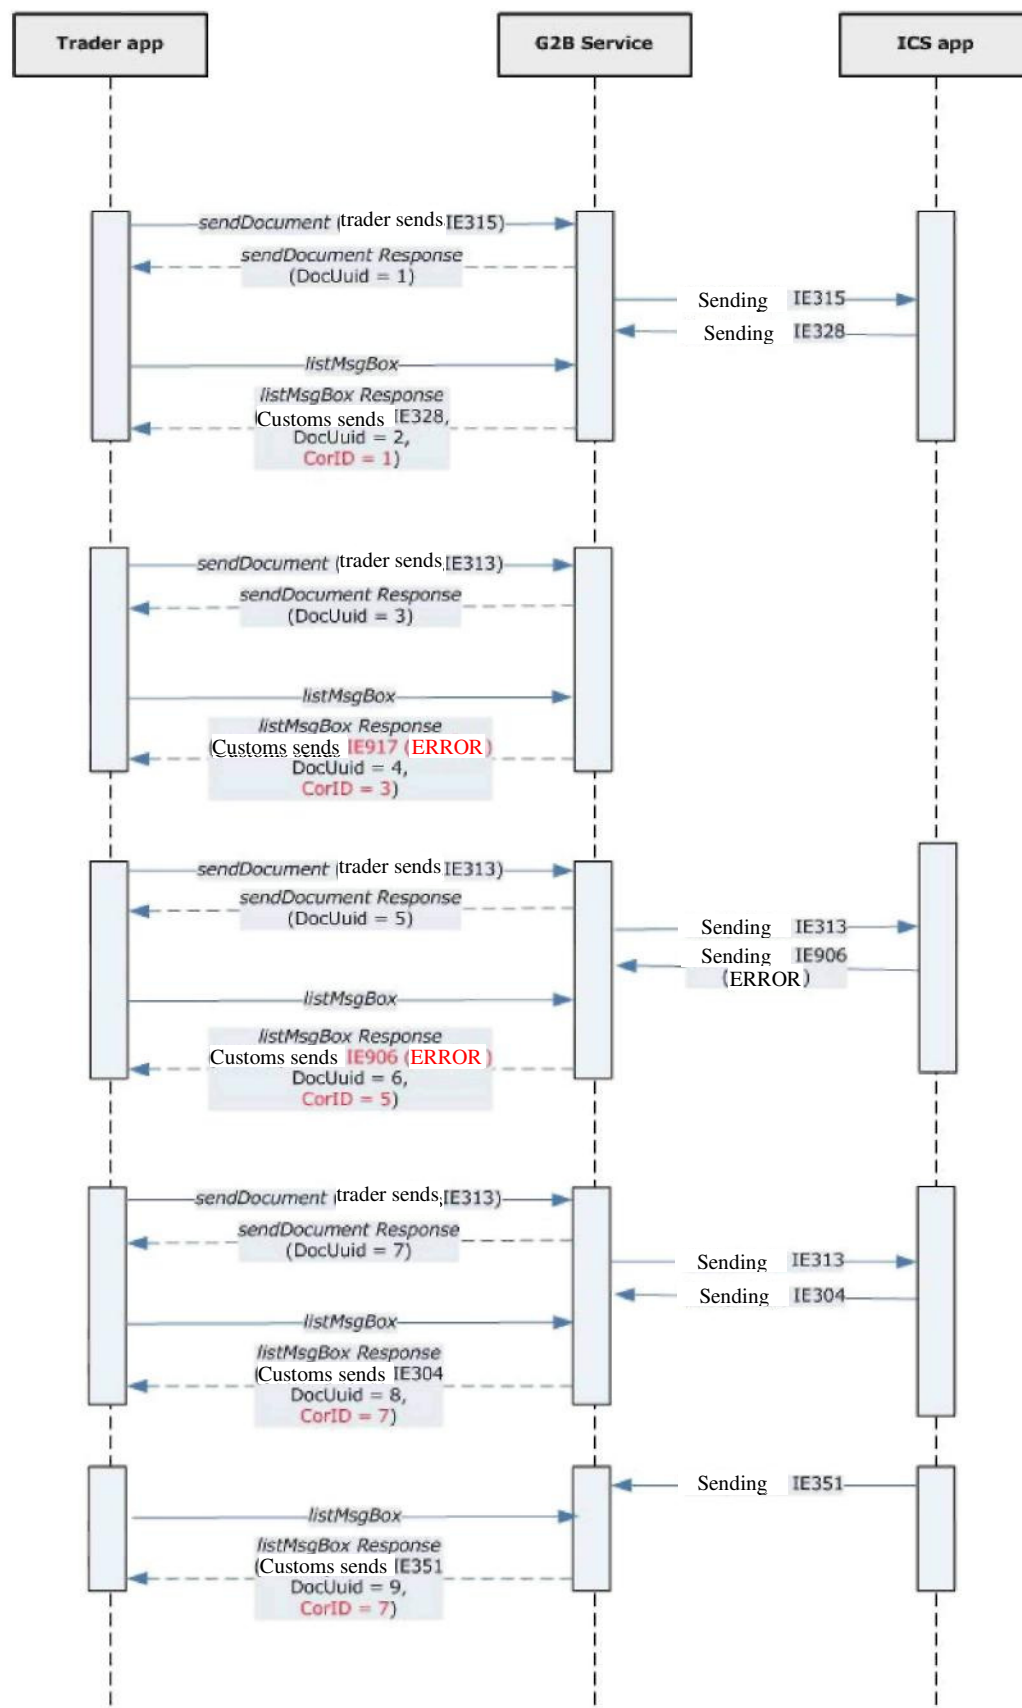 Trader app
G2B Service
ICS app
sendDocument (trader sends IE315)
sendDocument Response
(DocUuid = 1)
Sending IE315
Sending IE328
listMsgBox
listMsgBox Response
(Customs sends IE328,
DocUuid = 2,
CorID = 1)
sendDocument (trader sends IE313)
sendDocument Response
(DocUuid = 3)
listMsgBox
listMsgBox Response
(Customs sends IE917 (ERROR)
DocUuid = 4,
CorID = 3)
sendDocument (trader sends IE313)
sendDocument Response
(DocUuid = 5)
Sending IE313
Sending IE906
(ERROR)
listMsgBox
listMsgBox Response
Customs sends IE906 (ERROR)
DocUuid = 6,
CorID = 5)
sendDocument (trader sends IE313)
sendDocument Response
(DocUuid = 7)
Sending IE313
Sending IE304
listMsgBox
listMsgBox Response
(Customs sends IE304
DocUuid = 8,
CorID = 7)
Sending IE351
listMsgBox
listMsgBox Response
(Customs sends IE351
DocUuid = 9,
CorID = 7)